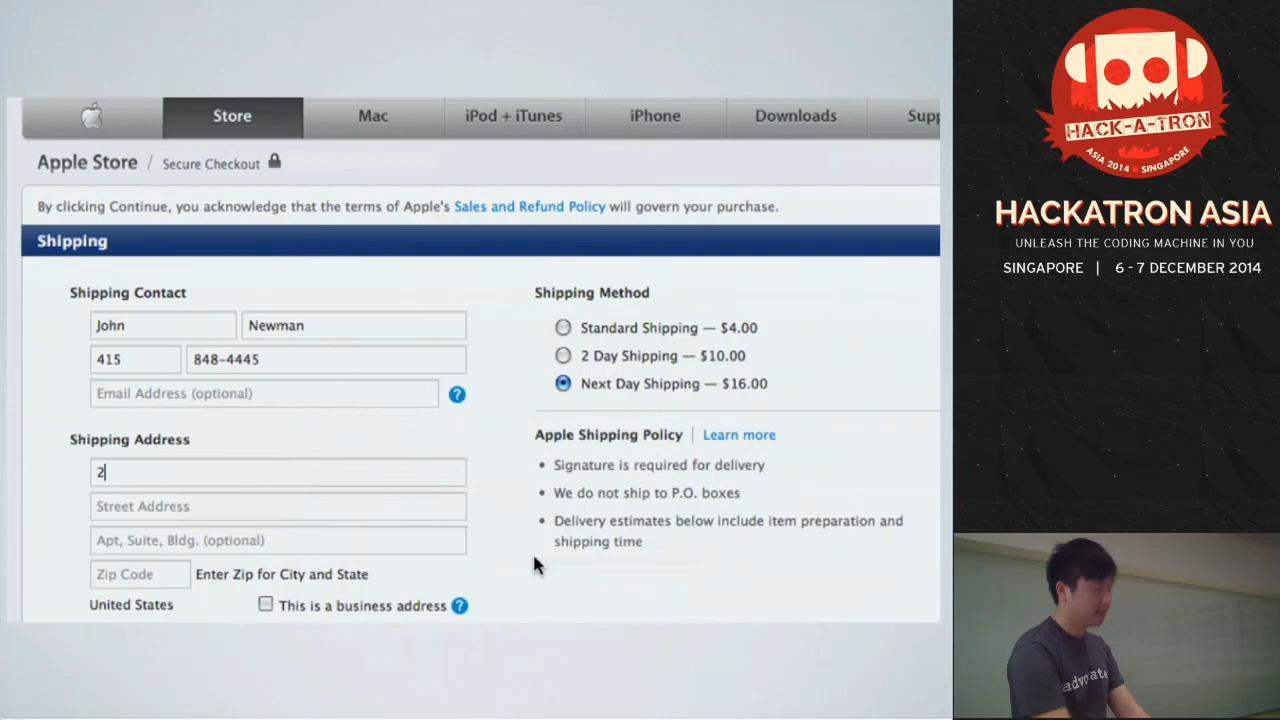 Store
Mac
iPod + iTunes
iPhone
Downloads
Supp
Apple Store / Secure Checkout
By clicking Continue, you acknowledge that the terms of Apple's Sales and Refund Policy will govern your purchase.
Shipping
Shipping Contact
John
Newman
415
848-4445
Email Address (optional)
?
Shipping Address
2
Street Address
Apt, Suite, Bldg. (optional)
Zip Code
Enter Zip for City and State
United States
This is a business address
?
Shipping Method
Standard Shipping — $4.00
2 Day Shipping — $10.00
Next Day Shipping — $16.00
Apple Shipping Policy | Learn more
• Signature is required for delivery
• We do not ship to P.O. boxes
• Delivery estimates below include item preparation and
shipping time
HACK-A-TRON
ASIA 2014 SINGAPORE
HACKATRON ASIA
UNLEASH THE CODING MACHINE IN YOU
SINGAPORE | 6 - 7 DECEMBER 2014
advocate